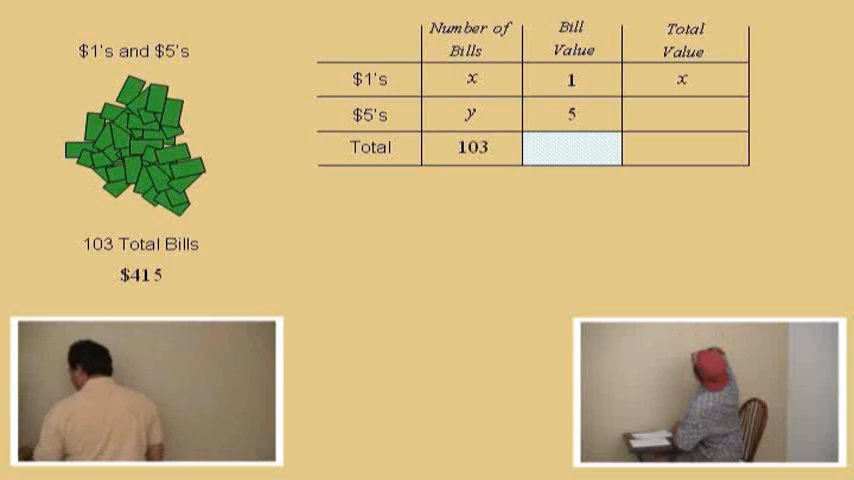 $1's and $5's
103 Total Bills
$415
Number of Bills Bill Value Total Value
$1's x 1 x
$5's y 5
Total 103